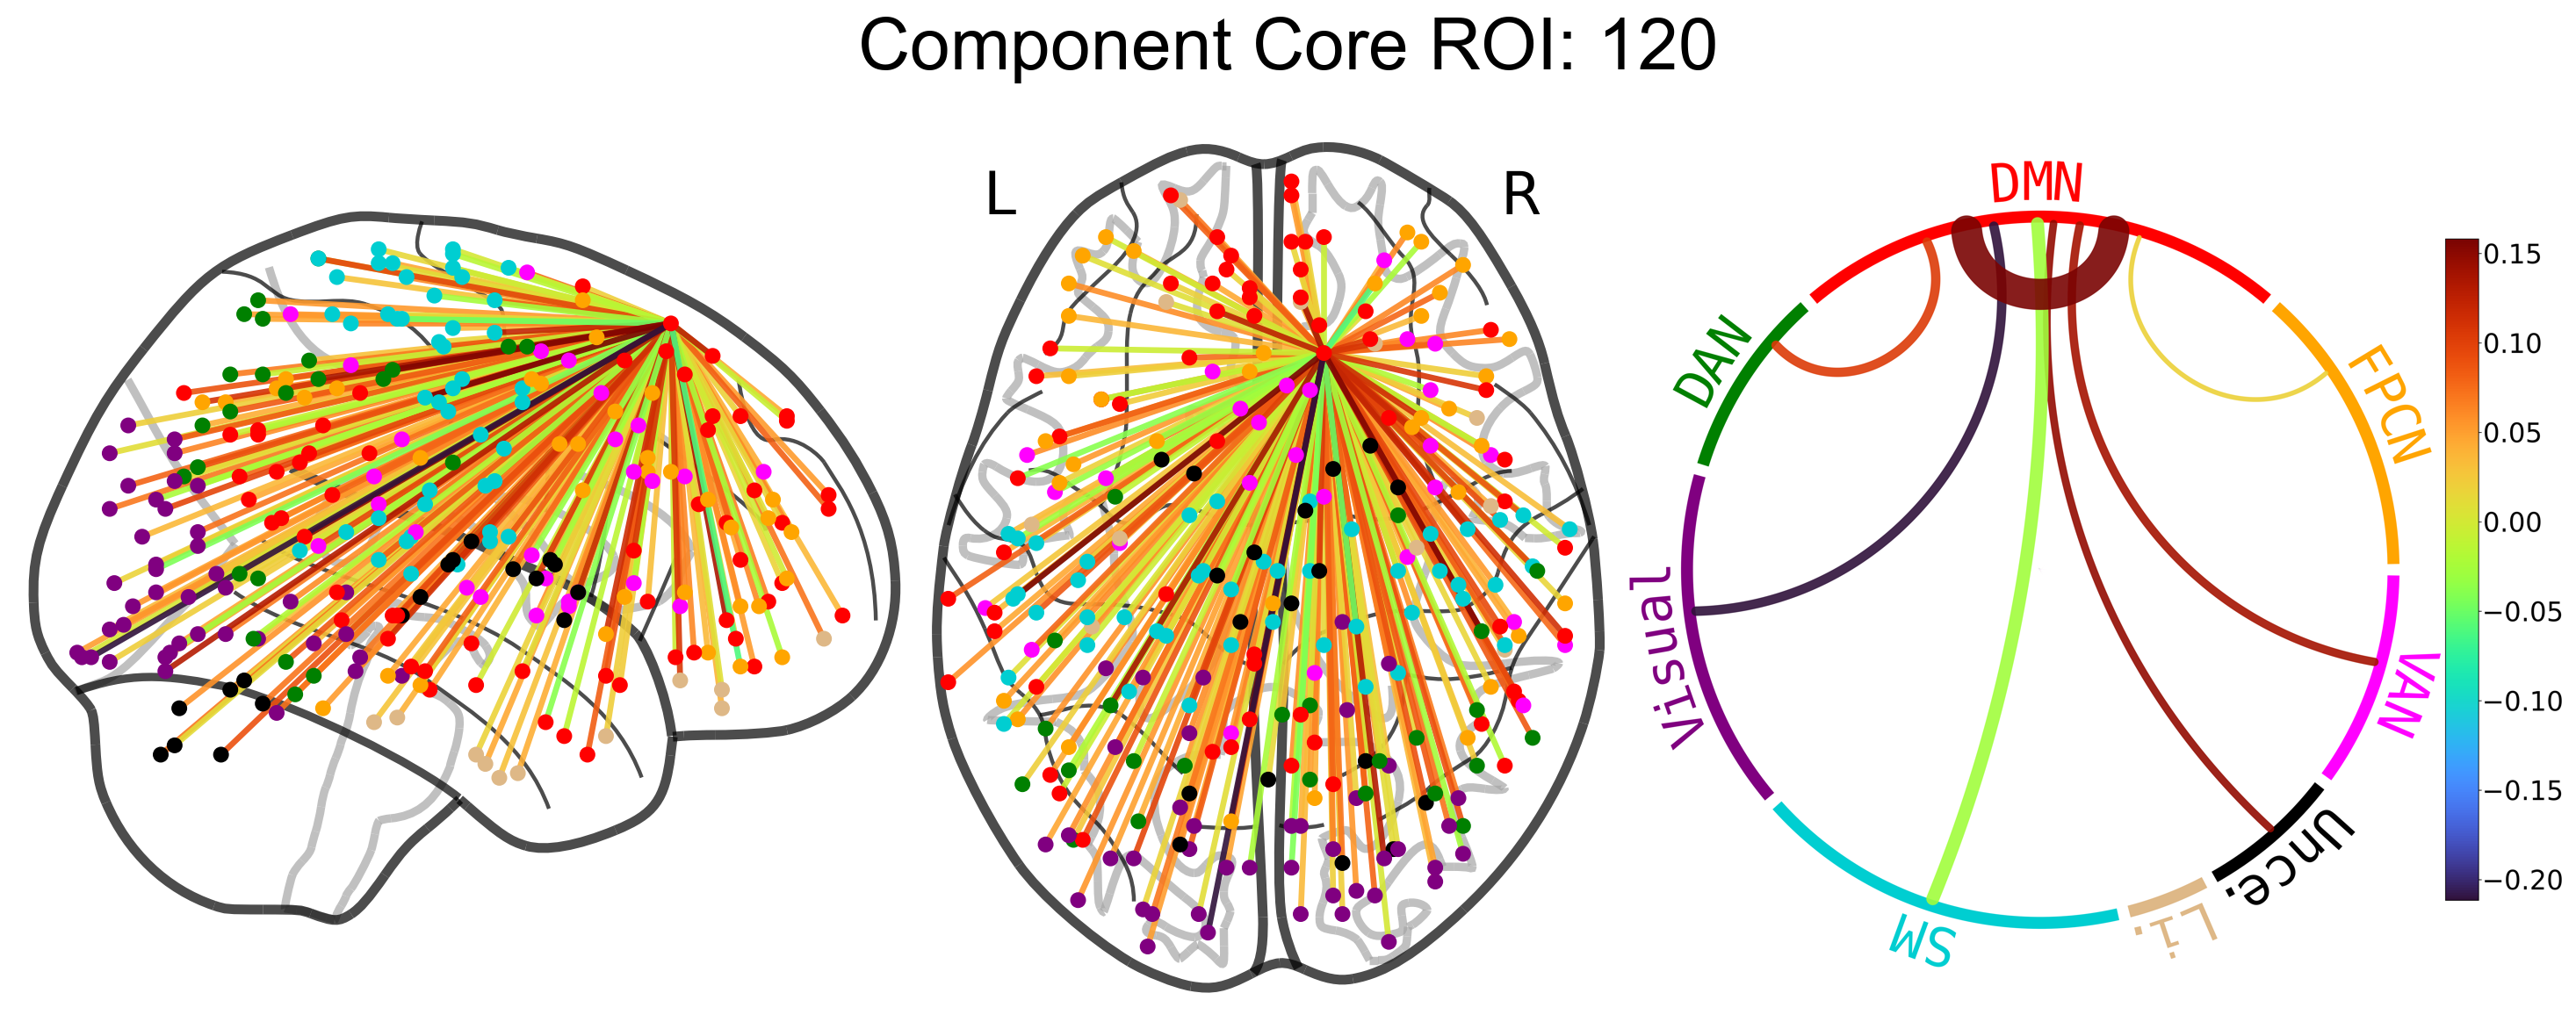 Component Core ROI: 120
L
R
DMN
FPCN
VAN
Unce.
Li.
SM
Visual
DAN
0.15
0.10
0.05
0.00
−0.05
−0.10
−0.15
−0.20